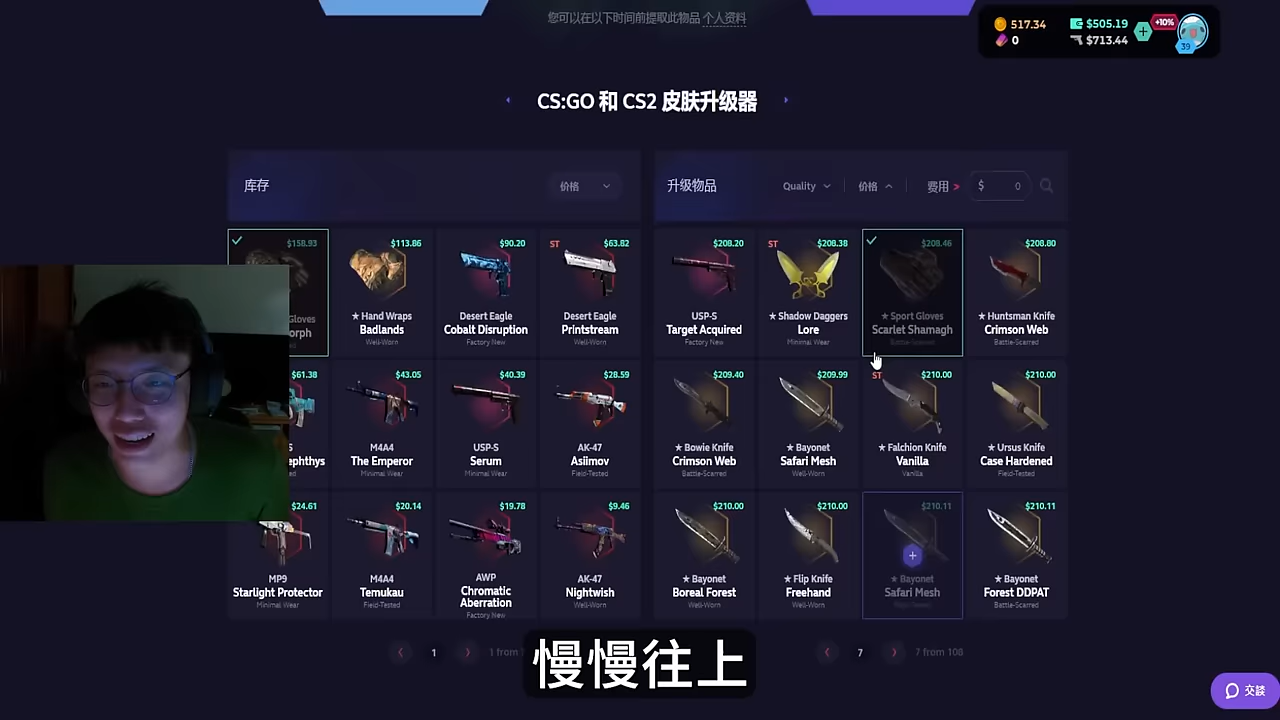 您可以在以下时间前提取此物品 个人资料
517.34
0
$505.19
$713.44
+10%
39
CS:GO 和 CS2 皮肤升级器
库存
价格
升级物品
Quality
价格
费用 >
$ 0
$158.93
Gloves
orph
$113.86
★ Hand Wraps
Badlands
Well-Worn
$90.20
Desert Eagle
Cobalt Disruption
Factory New
ST
$63.82
Desert Eagle
Printstream
Well-Worn
$208.20
USP-S
Target Acquired
Factory New
ST
$208.38
★ Shadow Daggers
Lore
Minimal Wear
$208.46
★ Sport Gloves
Scarlet Shamagh
Battle-Scarred
$208.80
★ Huntsman Knife
Crimson Web
Battle-Scarred
$61.38
S
ephthys
$43.05
M4A4
The Emperor
Minimal Wear
$40.39
USP-S
Serum
Minimal Wear
$28.59
AK-47
Asiimov
Field-Tested
$209.40
★ Bowie Knife
Crimson Web
Battle-Scarred
$209.99
★ Bayonet
Safari Mesh
Well-Worn
ST
$210.00
★ Falchion Knife
Vanilla
Vanilla
$210.00
★ Ursus Knife
Case Hardened
Field-Tested
$24.61
MP9
Starlight Protector
Minimal Wear
$20.14
M4A4
Temukau
Field-Tested
$19.78
AWP
Chromatic
Aberration
Factory New
$9.46
AK-47
Nightwish
Well-Worn
$210.00
★ Bayonet
Boreal Forest
Well-Worn
$210.00
★ Flip Knife
Freehand
Well-Worn
$210.11
★ Bayonet
Safari Mesh
$210.11
★ Bayonet
Forest DDPAT
Battle-Scarred
1
1 from
7
7 from 108
慢慢往上
交談